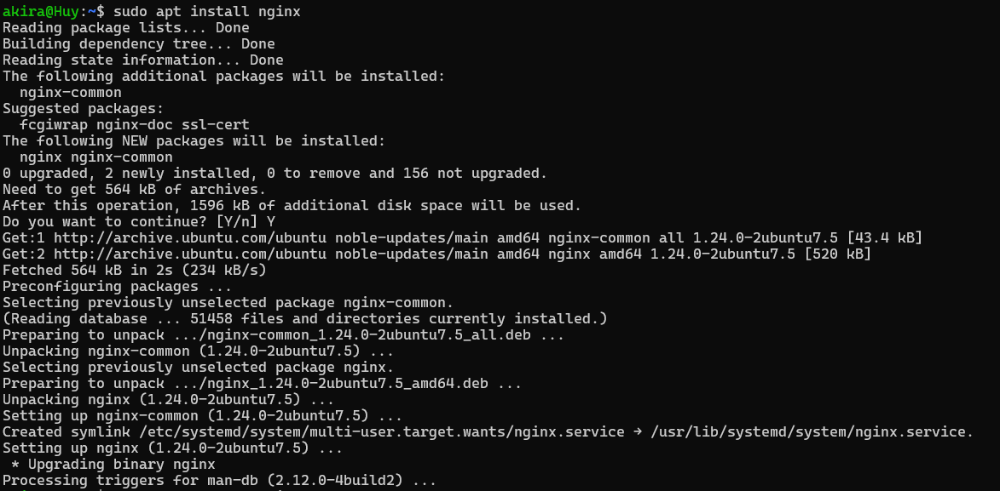 akira@Huy:~$ sudo apt install nginx
Reading package lists... Done
Building dependency tree... Done
Reading state information... Done
The following additional packages will be installed:
  nginx-common
Suggested packages:
  fcgiwrap nginx-doc ssl-cert
The following NEW packages will be installed:
  nginx nginx-common
0 upgraded, 2 newly installed, 0 to remove and 156 not upgraded.
Need to get 564 kB of archives.
After this operation, 1596 kB of additional disk space will be used.
Do you want to continue? [Y/n] Y
Get:1 http://archive.ubuntu.com/ubuntu noble-updates/main amd64 nginx-common all 1.24.0-2ubuntu7.5 [43.4 kB]
Get:2 http://archive.ubuntu.com/ubuntu noble-updates/main amd64 nginx amd64 1.24.0-2ubuntu7.5 [520 kB]
Fetched 564 kB in 2s (234 kB/s)
Preconfiguring packages ...
Selecting previously unselected package nginx-common.
(Reading database ... 51458 files and directories currently installed.)
Preparing to unpack .../nginx-common_1.24.0-2ubuntu7.5_all.deb ...
Unpacking nginx-common (1.24.0-2ubuntu7.5) ...
Selecting previously unselected package nginx.
Preparing to unpack .../nginx_1.24.0-2ubuntu7.5_amd64.deb ...
Unpacking nginx (1.24.0-2ubuntu7.5) ...
Setting up nginx-common (1.24.0-2ubuntu7.5) ...
Created symlink /etc/systemd/system/multi-user.target.wants/nginx.service → /usr/lib/systemd/system/nginx.service.
Setting up nginx (1.24.0-2ubuntu7.5) ...
 * Upgrading binary nginx
Processing triggers for man-db (2.12.0-4build2) ...